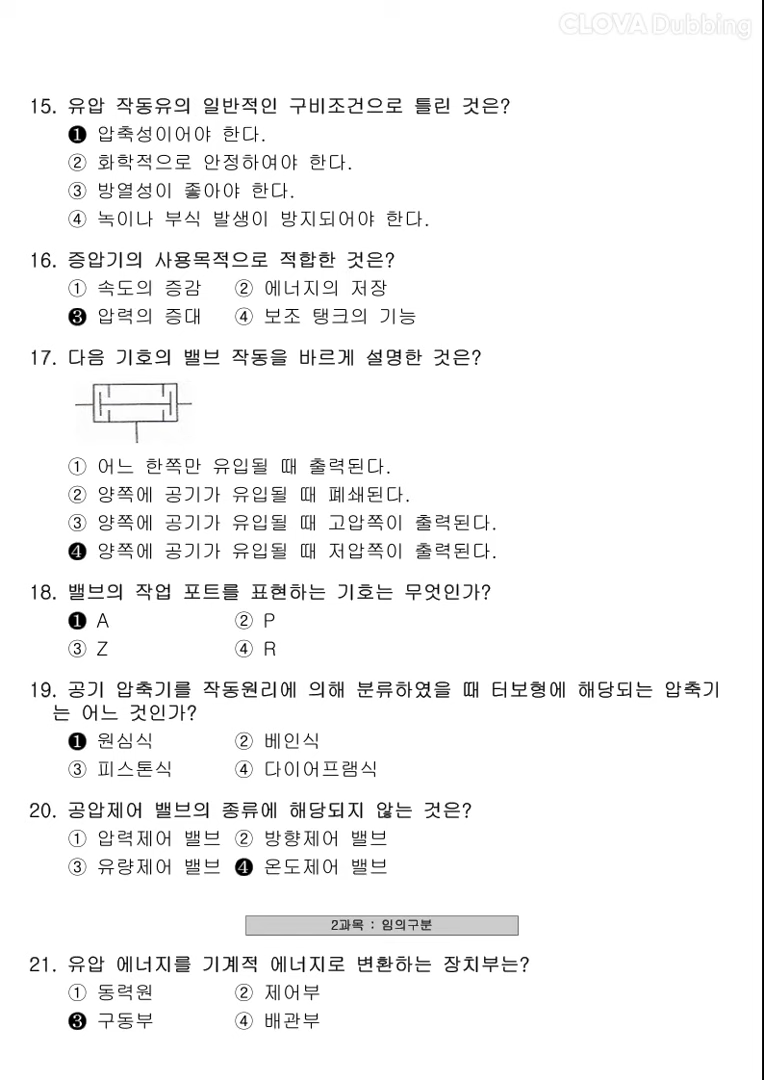 CLOVA Dubbing
15. 유압 작동유의 일반적인 구비조건으로 틀린 것은?
❶ 압축성이어야 한다.
② 화학적으로 안정하여야 한다.
③ 방열성이 좋아야 한다.
④ 녹이나 부식 발생이 방지되어야 한다.
16. 증압기의 사용목적으로 적합한 것은?
① 속도의 증감 ② 에너지의 저장
❸ 압력의 증대 ④ 보조 탱크의 기능
17. 다음 기호의 밸브 작동을 바르게 설명한 것은?
① 어느 한쪽만 유입될 때 출력된다.
② 양쪽에 공기가 유입될 때 폐쇄된다.
③ 양쪽에 공기가 유입될 때 고압쪽이 출력된다.
❹ 양쪽에 공기가 유입될 때 저압쪽이 출력된다.
18. 밸브의 작업 포트를 표현하는 기호는 무엇인가?
❶ A ② P
③ Z ④ R
19. 공기 압축기를 작동원리에 의해 분류하였을 때 터보형에 해당되는 압축기
는 어느 것인가?
❶ 원심식 ② 베인식
③ 피스톤식 ④ 다이어프램식
20. 공압제어 밸브의 종류에 해당되지 않는 것은?
① 압력제어 밸브 ② 방향제어 밸브
③ 유량제어 밸브 ❹ 온도제어 밸브
2과목 : 임의구분
21. 유압 에너지를 기계적 에너지로 변환하는 장치부는?
① 동력원 ② 제어부
❸ 구동부 ④ 배관부